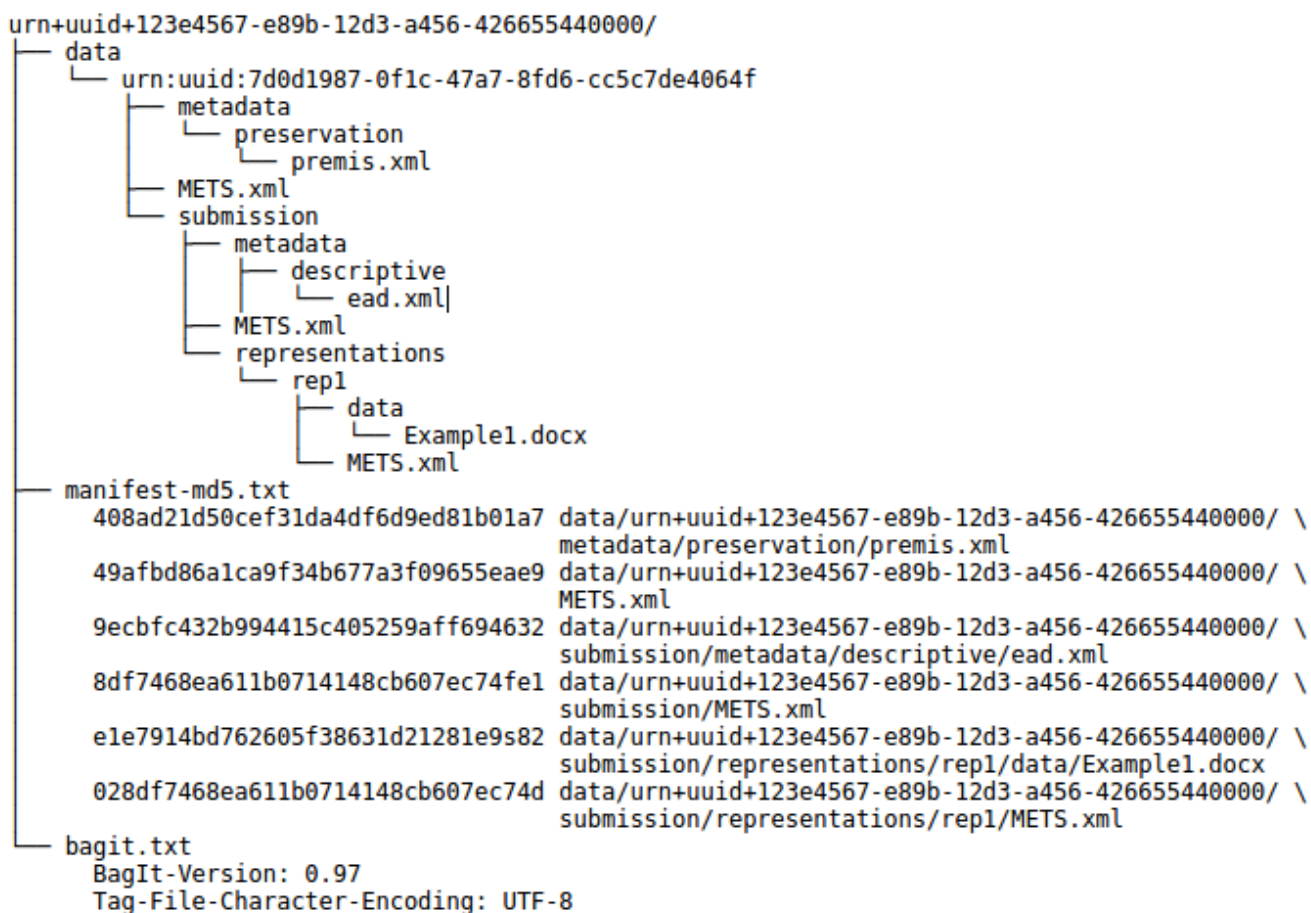 urn+uuid+123e4567-e89b-12d3-a456-426655440000/
├── data
│   └── urn:uuid:7d0d1987-0f1c-47a7-8fd6-cc5c7de4064f
│       ├── metadata
│       │   └── preservation
│       │       └── premis.xml
│       ├── METS.xml
│       └── submission
│           ├── metadata
│           │   ├── descriptive
│           │   │   └── ead.xml
│           ├── METS.xml
│           └── representations
│               └── rep1
│                   ├── data
│                   │   └── Example1.docx
│                   └── METS.xml
├── manifest-md5.txt
│     408ad21d50cef31da4df6d9ed81b01a7 data/urn+uuid+123e4567-e89b-12d3-a456-426655440000/ \
│                                      metadata/preservation/premis.xml
│     49afbd86a1ca9f34b677a3f09655eae9 data/urn+uuid+123e4567-e89b-12d3-a456-426655440000/ \
│                                      METS.xml
│     9ecbfc432b994415c405259aff694632 data/urn+uuid+123e4567-e89b-12d3-a456-426655440000/ \
│                                      submission/metadata/descriptive/ead.xml
│     8df7468ea611b0714148cb607ec74fe1 data/urn+uuid+123e4567-e89b-12d3-a456-426655440000/ \
│                                      submission/METS.xml
│     e1e7914bd762605f38631d21281e9s82 data/urn+uuid+123e4567-e89b-12d3-a456-426655440000/ \
│                                      submission/representations/rep1/data/Example1.docx
│     028df7468ea611b0714148cb607ec74d data/urn+uuid+123e4567-e89b-12d3-a456-426655440000/ \
│                                      submission/representations/rep1/METS.xml
└── bagit.txt
      BagIt-Version: 0.97
      Tag-File-Character-Encoding: UTF-8